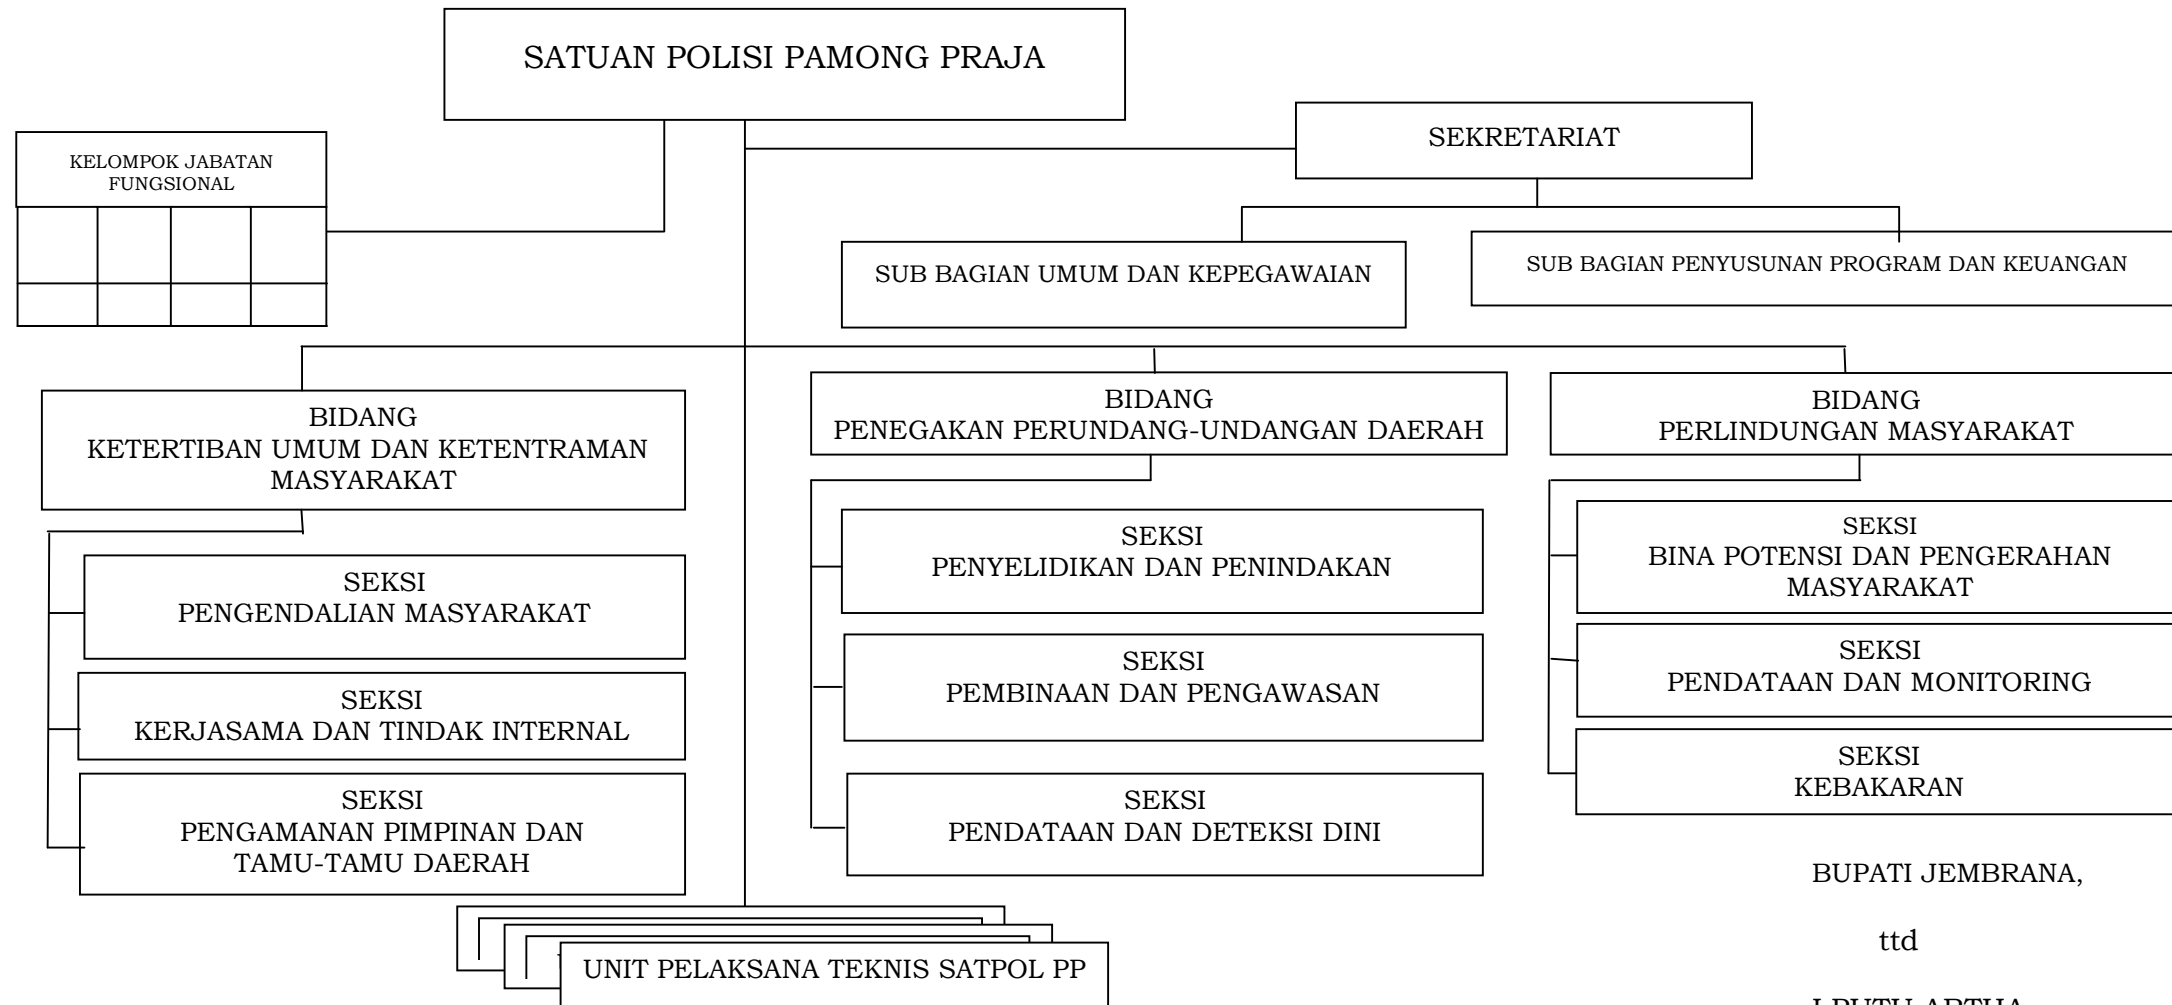 SATUAN POLISI PAMONG PRAJA
SEKRETARIAT
KELOMPOK JABATAN
FUNGSIONAL
SUB BAGIAN UMUM DAN KEPEGAWAIAN
SUB BAGIAN PENYUSUNAN PROGRAM DAN KEUANGAN
BIDANG
KETERTIBAN UMUM DAN KETENTRAMAN
MASYARAKAT
SEKSI
PENGENDALIAN MASYARAKAT
SEKSI
KERJASAMA DAN TINDAK INTERNAL
SEKSI
PENGAMANAN PIMPINAN DAN
TAMU-TAMU DAERAH
BIDANG
PENEGAKAN PERUNDANG-UNDANGAN DAERAH
SEKSI
PENYELIDIKAN DAN PENINDAKAN
SEKSI
PEMBINAAN DAN PENGAWASAN
SEKSI
PENDATAAN DAN DETEKSI DINI
BIDANG
PERLINDUNGAN MASYARAKAT
SEKSI
BINA POTENSI DAN PENGERAHAN
MASYARAKAT
SEKSI
PENDATAAN DAN MONITORING
SEKSI
KEBAKARAN
UNIT PELAKSANA TEKNIS SATPOL PP
BUPATI JEMBRANA,
ttd
I PUTU ARTHA